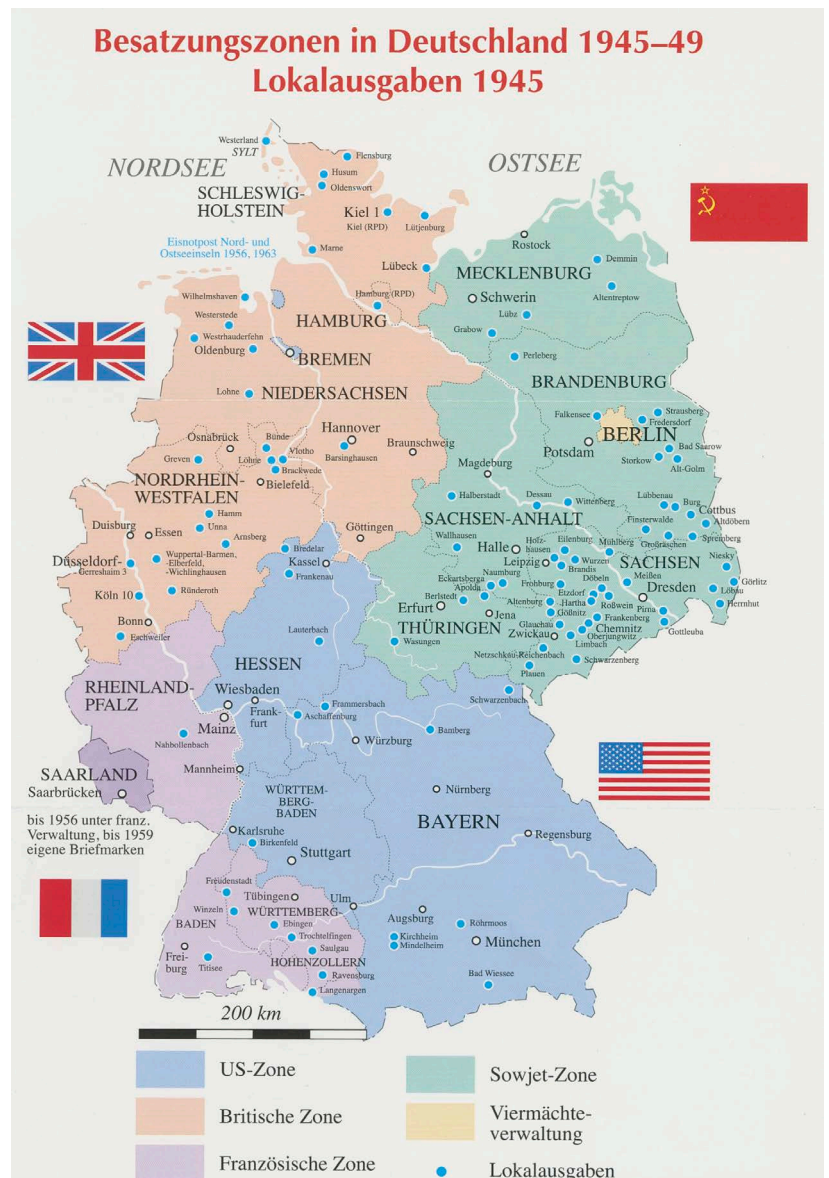 Besatzungszonen in Deutschland 1945–49
Lokalausgaben 1945
Westerland
SYLT
NORDSEE
OSTSEE
Flensburg
Husum
Oldenswort
SCHLESWIG-
HOLSTEIN
Kiel 1
Kiel (RPD)
Lütjenburg
Eisnotpost Nord- und
Ostseeinseln 1956, 1963
Marne
Lübeck
Rostock
MECKLENBURG
Demmin
Altentreptow
Schwerin
Lübz
Grabow
Wilhelmshaven
Hamburg (RPD)
HAMBURG
Westerstede
Westrhauderfehn
Oldenburg
BREMEN
Perleberg
BRANDENBURG
Lohne
NIEDERSACHSEN
Falkensee
Strausberg
Fredersdorf
BERLIN
Potsdam
Bad Saarow
Storkow
Alt-Golm
Osnabrück
Bünde
Hannover
Braunschweig
Greven
Löhne
Vlotho
Barsinghausen
Brackwede
Bielefeld
Magdeburg
NORDRHEIN-
WESTFALEN
Halberstadt
Dessau
Wittenberg
Lübbenau
Burg
Cottbus
Altdöbern
Hamm
Unna
Duisburg
Essen
Arnsberg
Göttingen
SACHSEN-ANHALT
Finsterwalde
Großräschen
Spremberg
Wallhausen
Halle
Holz-
hausen
Eilenburg
Mühlberg
SACHSEN
Düsseldorf-
Gerresheim 3
Wuppertal-Barmen,
-Elberfeld,
-Wichlinghausen
Bredelar
Kassel
Frankenau
Leipzig
Wurzen
Brandis
Niesky
Köln 10
Ründeroth
Eckartsberga
Naumburg
Apolda
Frohburg
Döbeln
Meißen
Dresden
Görlitz
Löbau
Herrnhut
Berlstedt
Erfurt
Jena
Altenburg
Etzdorf
Hartha
Roßwein
Gößnitz
Pirna
Gottleuba
Bonn
Eschweiler
THÜRINGEN
Glauchau
Zwickau
Frankenberg
Chemnitz
Oberjungwitz
Limbach
Lauterbach
Wasungen
Netzschkau-Reichenbach
Plauen
Schwarzenberg
HESSEN
RHEINLAND-
PFALZ
Wiesbaden
Frank-
furt
Mainz
Frammersbach
Aschaffenburg
Schwarzenbach
Bamberg
Würzburg
Nahbollenbach
SAARLAND
Saarbrücken
Mannheim
WÜRTTEM-
BERG-
BADEN
Nürnberg
BAYERN
bis 1956 unter franz.
Verwaltung, bis 1959
eigene Briefmarken
Karlsruhe
Birkenfeld
Stuttgart
Regensburg
Freudenstadt
Tübingen
Ulm
Winzeln
WÜRTTEMBERG-
BADEN
Ebingen
Augsburg
Röhrmoos
Trochtelfingen
Kirchheim
Mindelheim
München
Frei-
burg
Titisee
Saulgau
HOHENZOLLERN
Ravensburg
Langenargen
Bad Wiessee
200 km
US-Zone
Britische Zone
Französische Zone
Sowjet-Zone
Viermächte-
verwaltung
Lokalausgaben